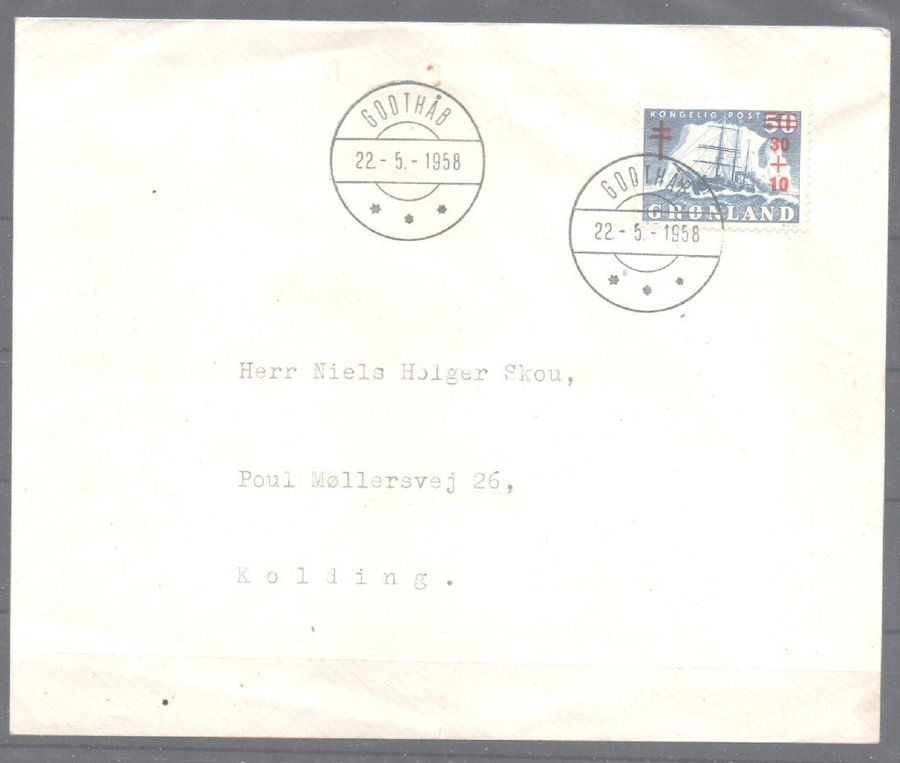 GODTHÅB
22.-5.-1958
KONGELIG POST
50
30
+
10
GRØNLAND
GODTHÅB
22.-5.-1958
Herr Niels Holger Skou,
Poul Møllersvej 26,
Kolding.